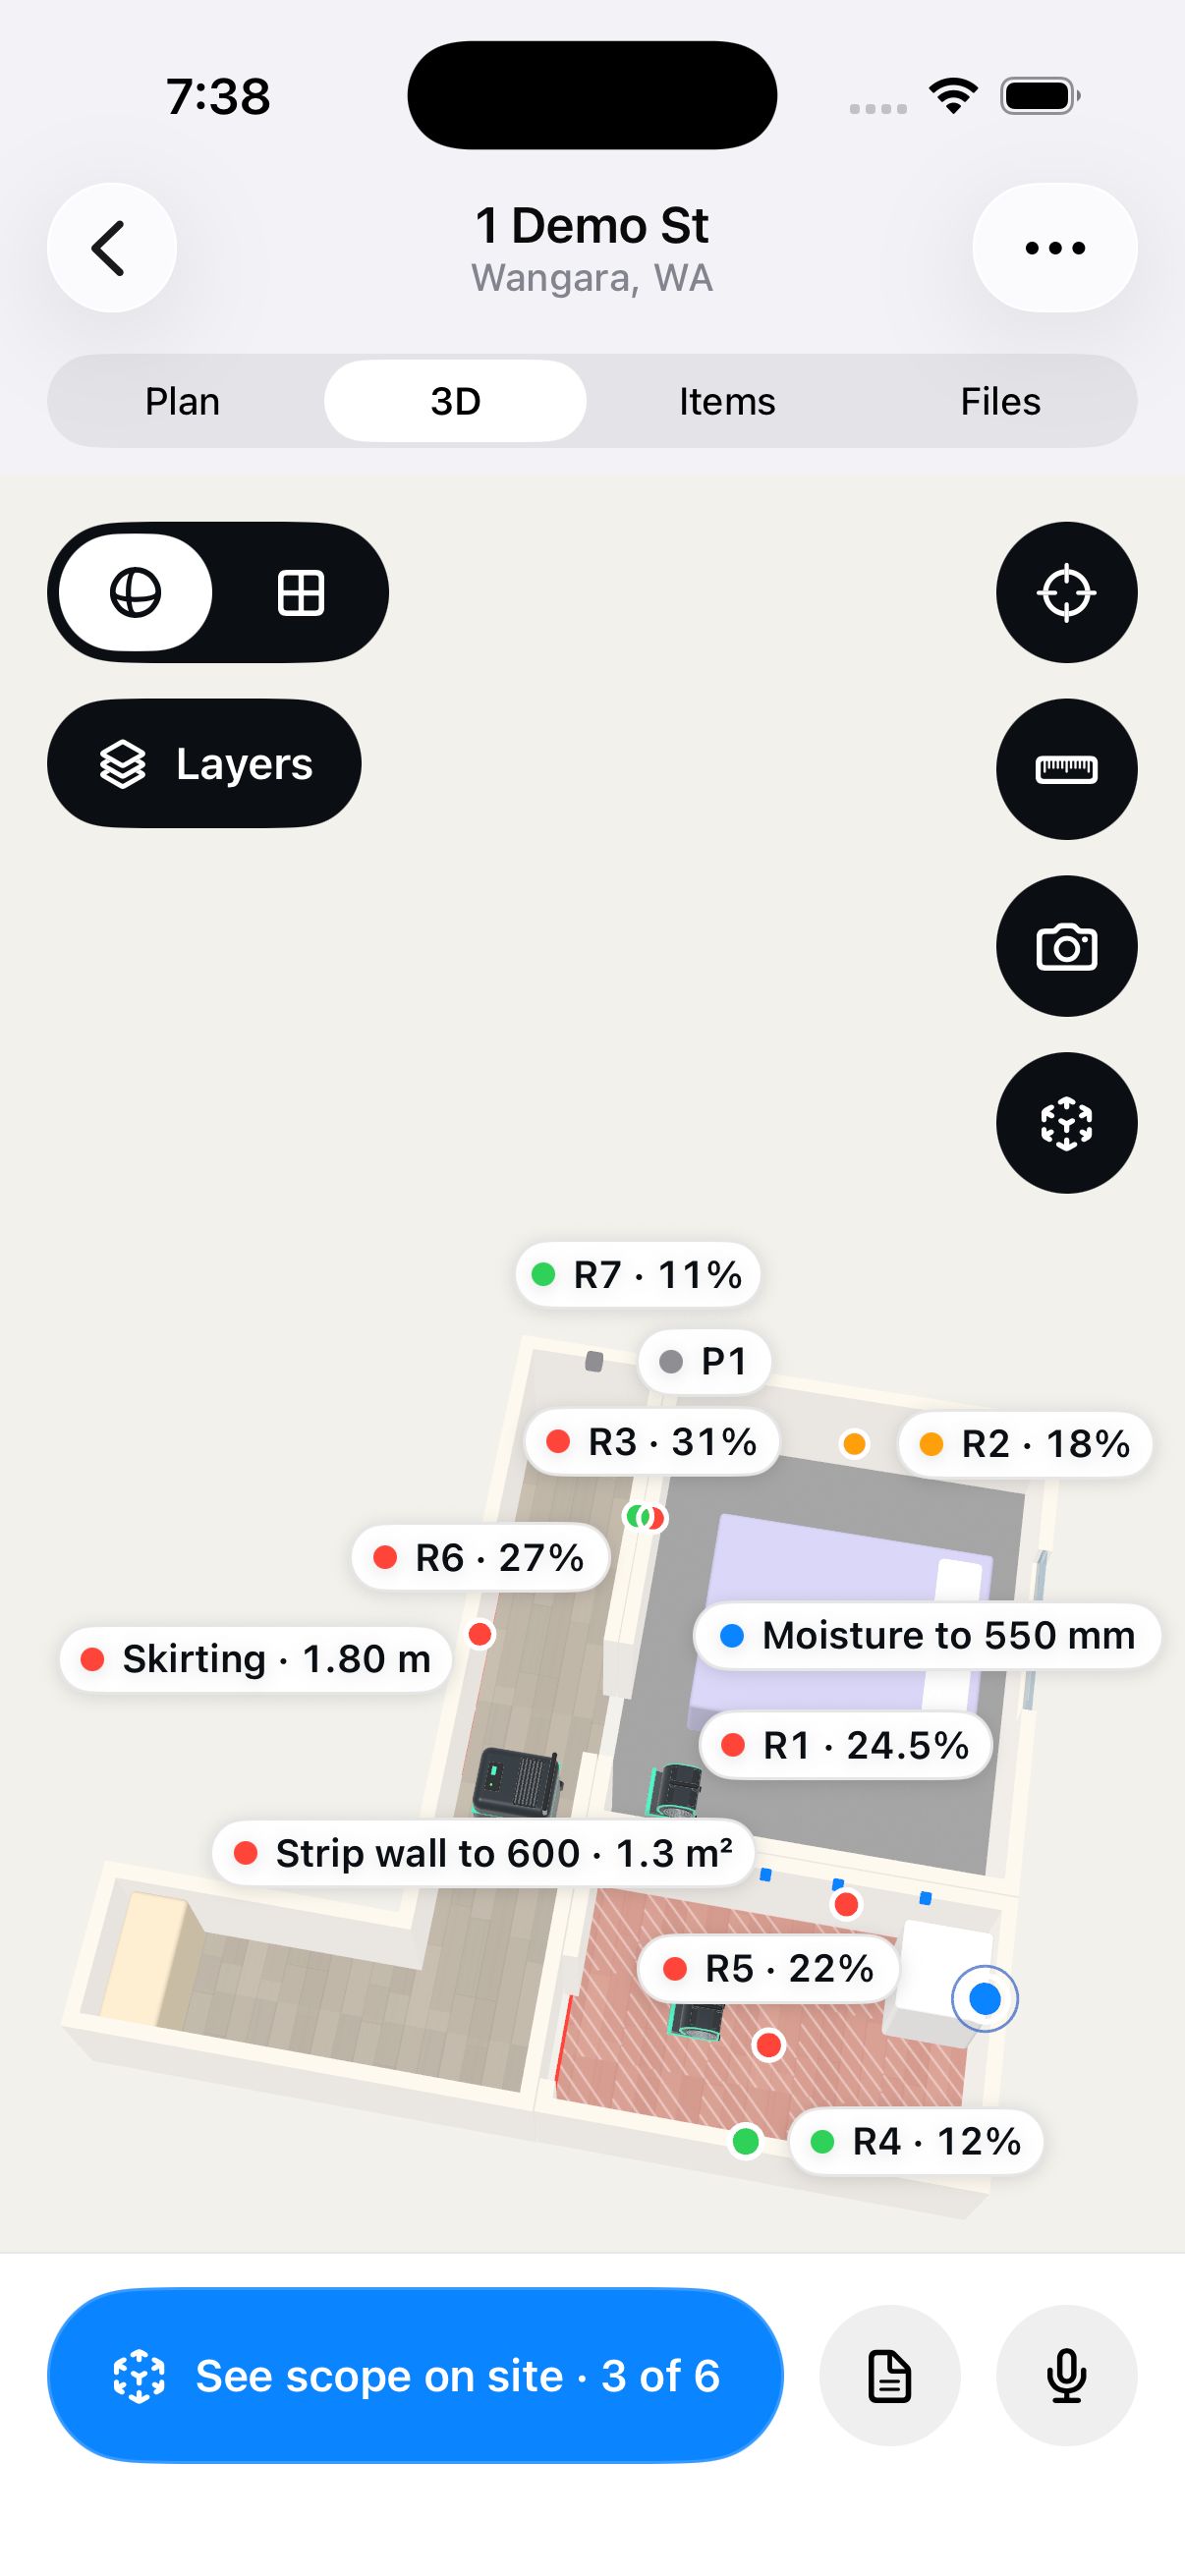 7:38
1 Demo St
Wangara, WA
Plan
3D
Items
Files
Layers
R7 · 11%
P1
R3 · 31%
R2 · 18%
R6 · 27%
Moisture to 550 mm
Skirting · 1.80 m
R1 · 24.5%
Strip wall to 600 · 1.3 m²
R5 · 22%
R4 · 12%
See scope on site · 3 of 6